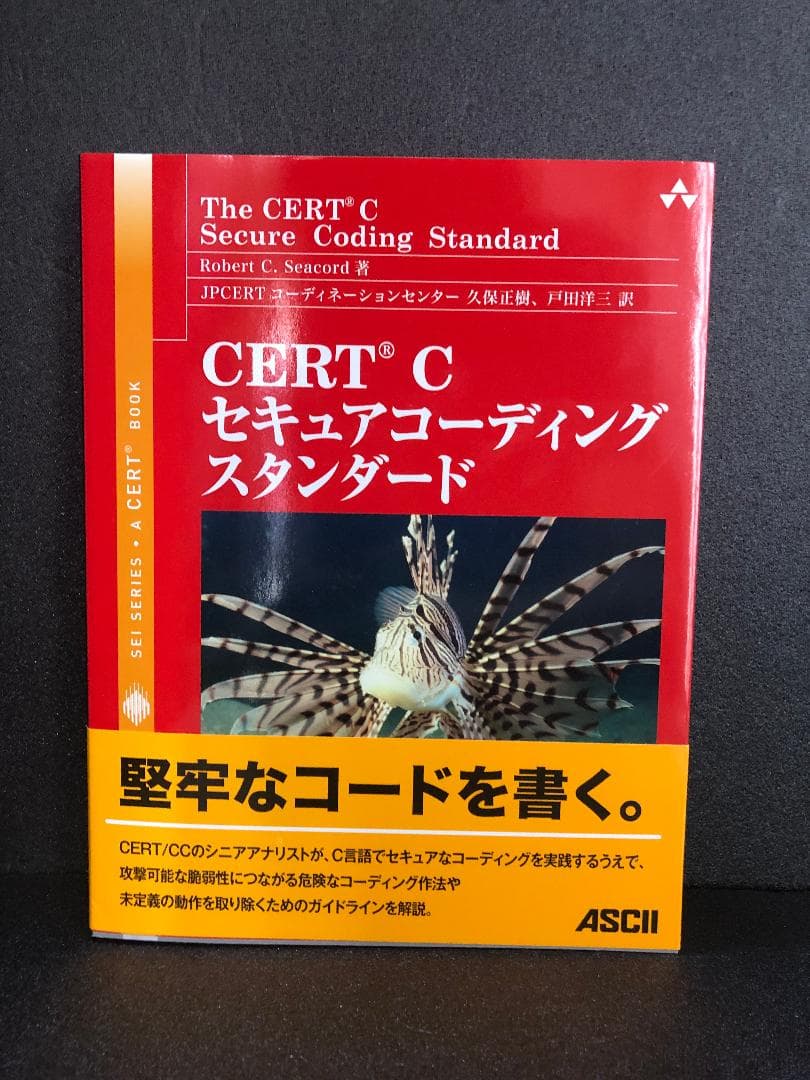 The CERT® C
Secure Coding Standard
Robert C. Seacord 著
JPCERT コーディネーションセンター 久保正樹、戸田洋三 訳
CERT® C
セキュアコーディング
スタンダード
SEI SERIES • A CERT® BOOK
堅牢なコードを書く。
CERT/CCのシニアアナリストが、C言語でセキュアなコーディングを実践するうえで、
攻撃可能な脆弱性につながる危険なコーディング作法や
未定義の動作を取り除くためのガイドラインを解説。
ASCII